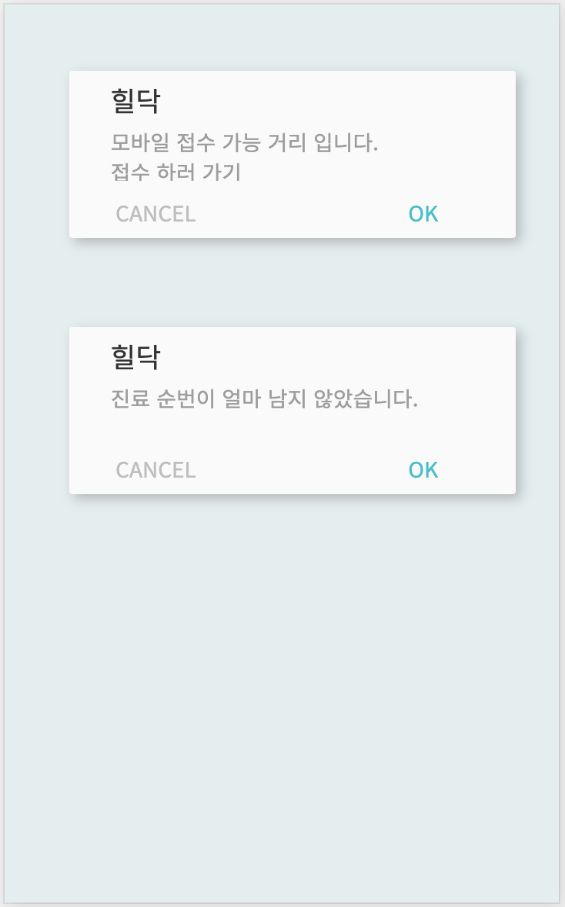 힐닥
모바일 접수 가능 거리 입니다.
접수 하러 가기
CANCEL OK
힐닥
진료 순번이 얼마 남지 않았습니다.
CANCEL OK